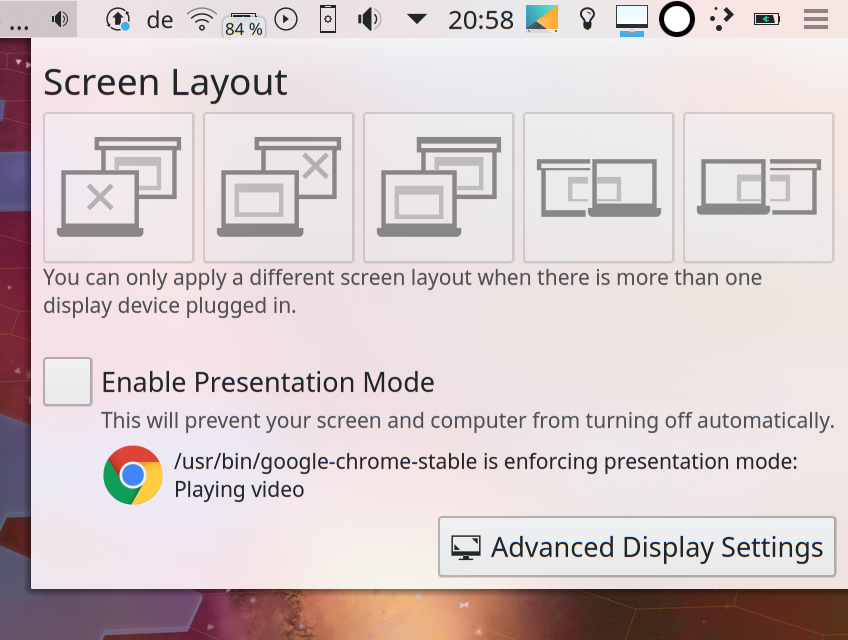 ... de 84 % 20:58
Screen Layout
You can only apply a different screen layout when there is more than one
display device plugged in.
Enable Presentation Mode
This will prevent your screen and computer from turning off automatically.
/usr/bin/google-chrome-stable is enforcing presentation mode:
Playing video
Advanced Display Settings